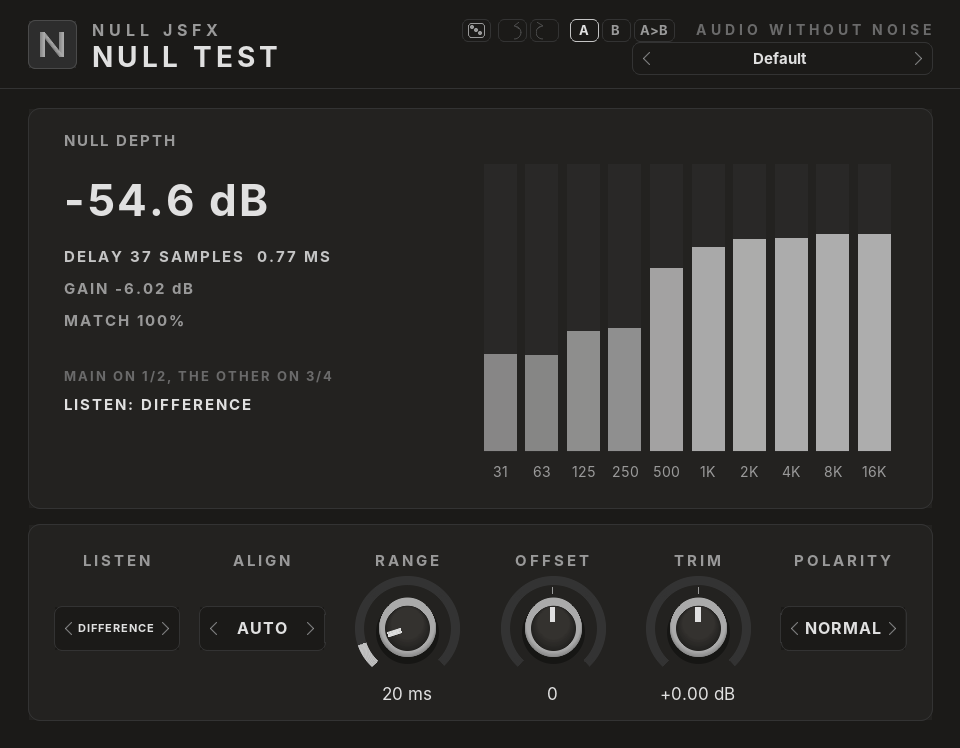 N
NULL JSFX
NULL TEST
A B A>B
AUDIO WITHOUT NOISE
Default
NULL DEPTH
-54.6 dB
DELAY 37 SAMPLES 0.77 MS
GAIN -6.02 dB
MATCH 100%
MAIN ON 1/2, THE OTHER ON 3/4
LISTEN: DIFFERENCE
31 63 125 250 500 1K 2K 4K 8K 16K
LISTEN ALIGN RANGE OFFSET TRIM POLARITY
DIFFERENCE AUTO NORMAL
20 ms 0 +0.00 dB